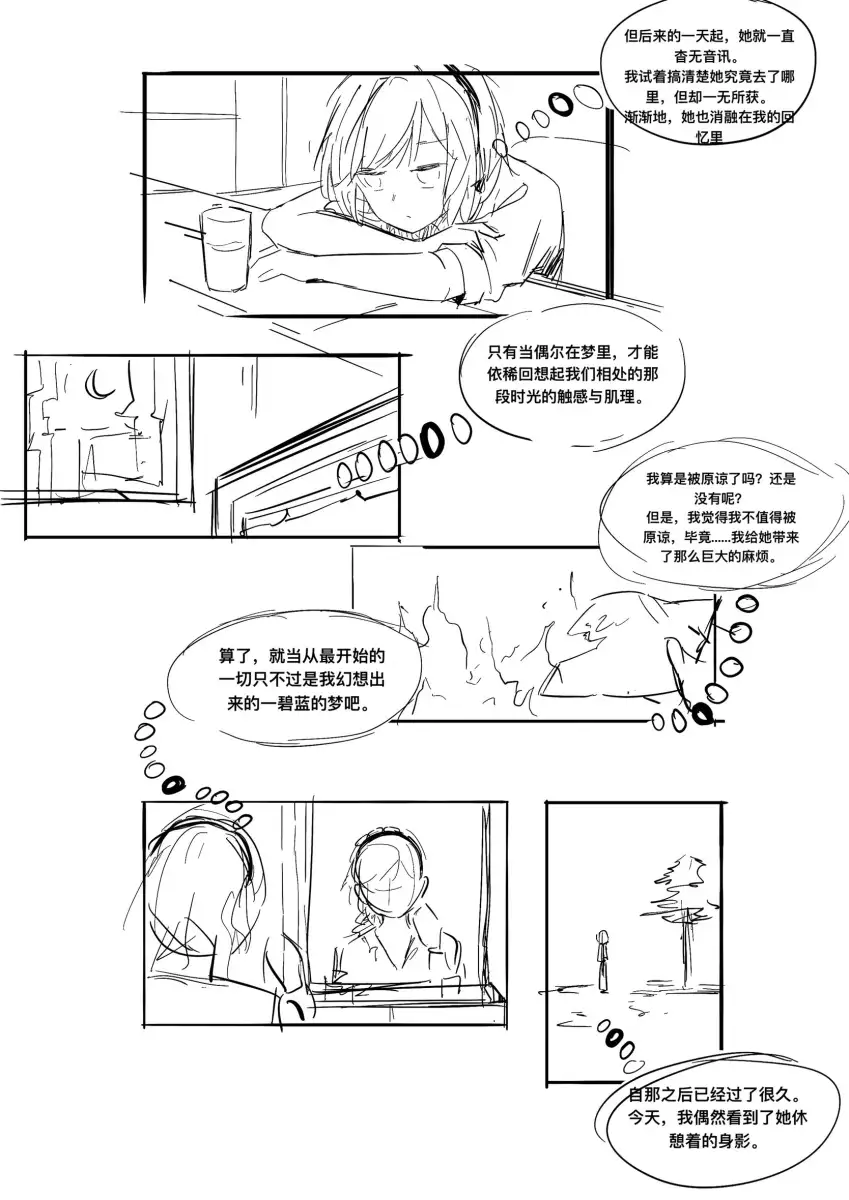 但后来的一天起，她就一直
杳无音讯。
我试着搞清楚她究竟去了哪
里，但却一无所获。
渐渐地，她也消融在我的回
忆里
只有当偶尔在梦里，才能
依稀回想起我们相处的那
段时光的触感与肌理。
我算是被原谅了吗？还是
没有呢？
但是，我觉得我不值得被
原谅，毕竟......我给她带来
了那么巨大的麻烦。
算了，就当从最开始的
一切只不过是我幻想出
来的一碧蓝的梦吧。
自那之后已经过了很久。
今天，我偶然看到了她休
憩着的身影。